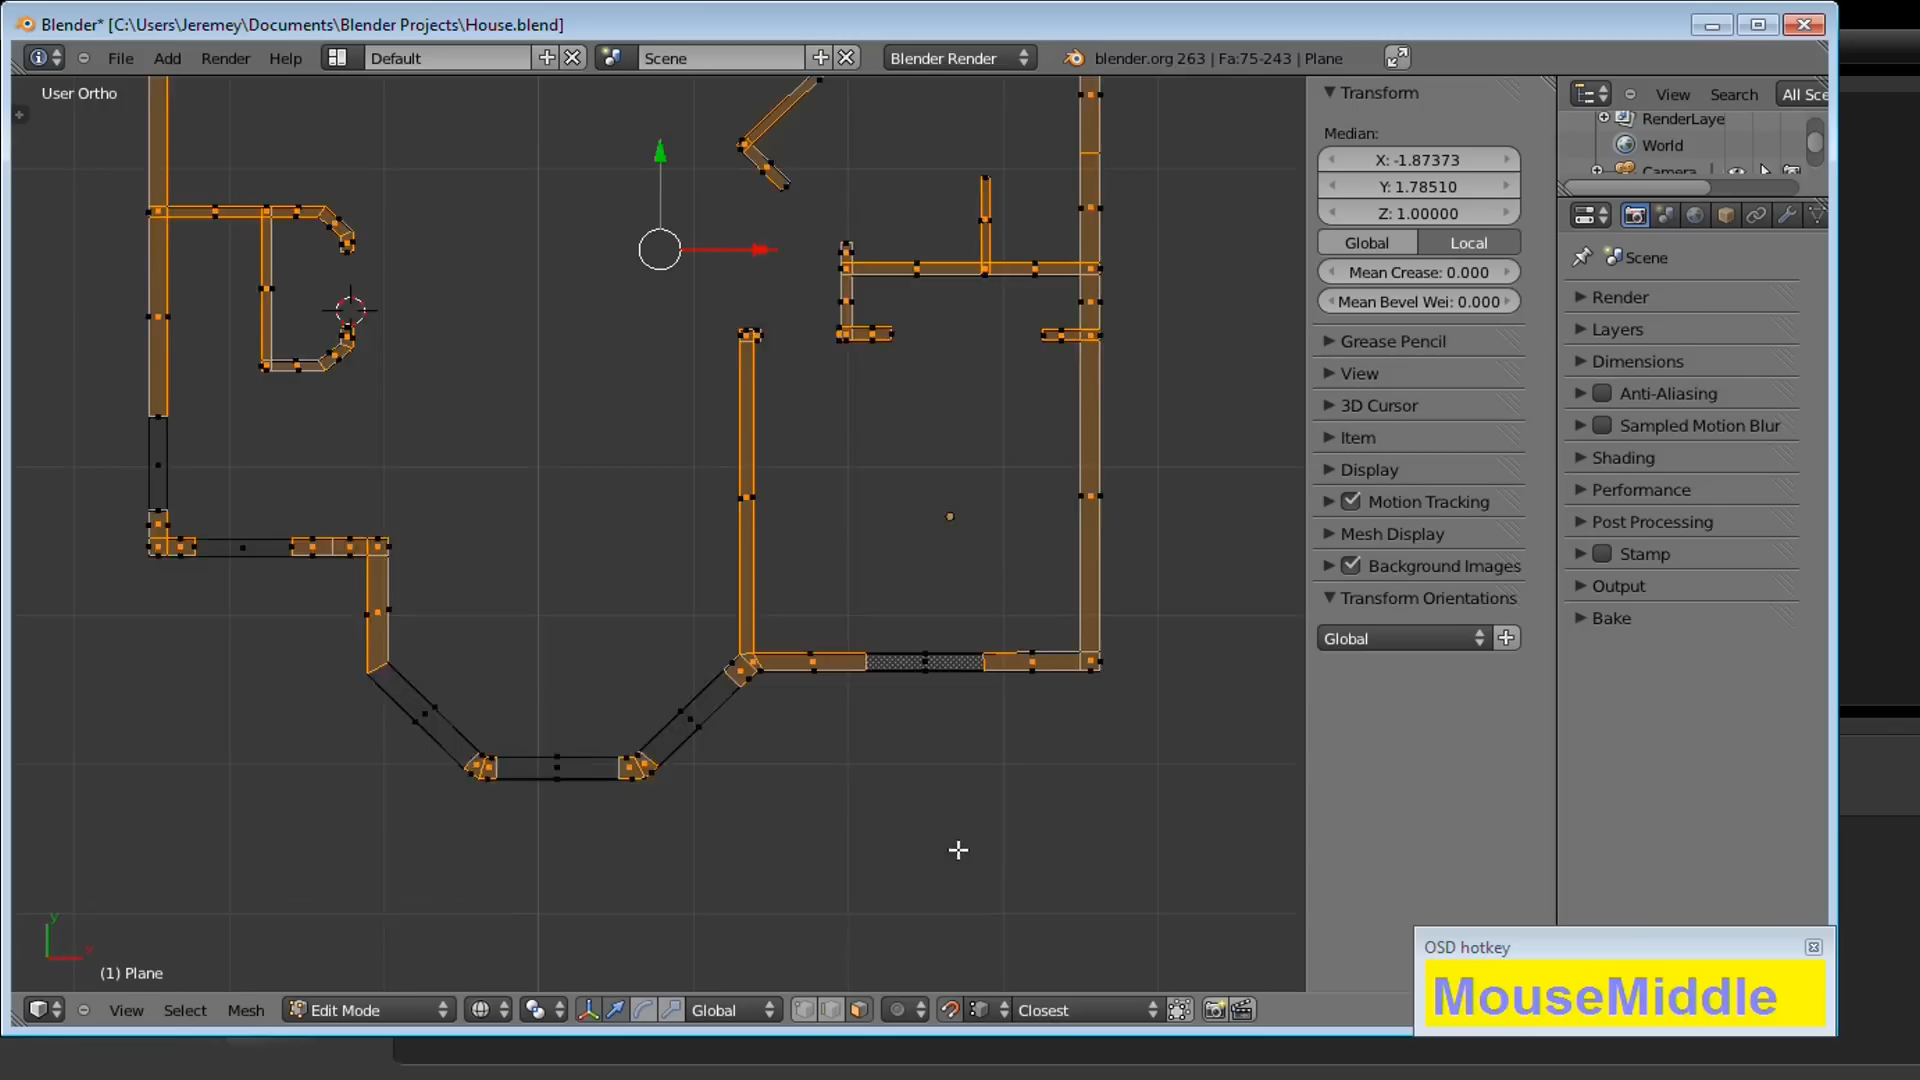 Blender* [C:\Users\Jeremey\Documents\Blender Projects\House.blend]
File Add Render Help Default Scene Blender Render blender.org 263 | Fa:75-243 | Plane
User Ortho
Transform
Median:
X: -1.87373
Y: 1.78510
Z: 1.00000
Global Local
Mean Crease: 0.000
Mean Bevel Wei: 0.000
Grease Pencil
View
3D Cursor
Item
Display
Motion Tracking
Mesh Display
Background Images
Transform Orientations
Global
View Search All Sce
RenderLaye
World
Camera
Scene
Render
Layers
Dimensions
Anti-Aliasing
Sampled Motion Blur
Shading
Performance
Post Processing
Stamp
Output
Bake
y
x
(1) Plane
View Select Mesh Edit Mode Global Closest
OSD hotkey
MouseMiddle